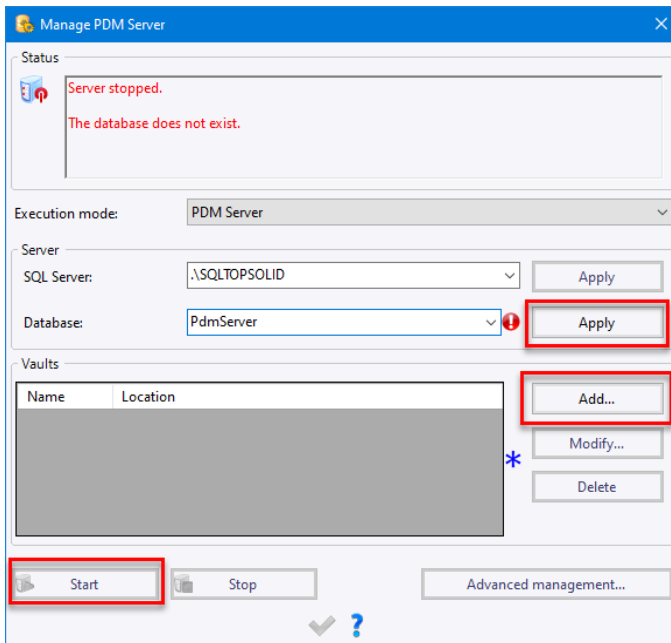 Manage PDM Server
Status
Server stopped.
The database does not exist.
Execution mode: PDM Server
Server
SQL Server: .\SQLTOPSOLID Apply
Database: PdmServer Apply
Vaults
Name Location
Add...
Modify...
*
Delete
Start Stop Advanced management...
?